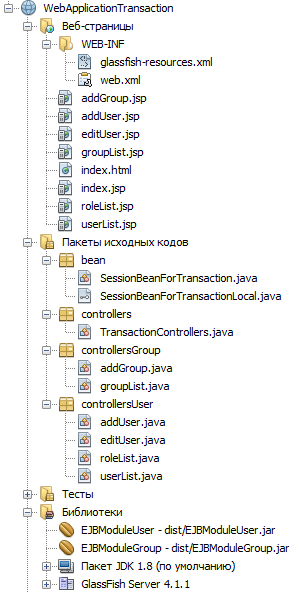 WebApplicationTransaction
Веб-страницы
WEB-INF
glassfish-resources.xml
web.xml
addGroup.jsp
addUser.jsp
editUser.jsp
groupList.jsp
index.html
index.jsp
roleList.jsp
userList.jsp
Пакеты исходных кодов
bean
SessionBeanForTransaction.java
SessionBeanForTransactionLocal.java
controllers
TransactionControllers.java
controllersGroup
addGroup.java
groupList.java
controllersUser
addUser.java
editUser.java
roleList.java
userList.java
Тесты
Библиотеки
EJBModuleUser - dist/EJBModuleUser.jar
EJBModuleGroup - dist/EJBModuleGroup.jar
Пакет JDK 1.8 (по умолчанию)
GlassFish Server 4.1.1